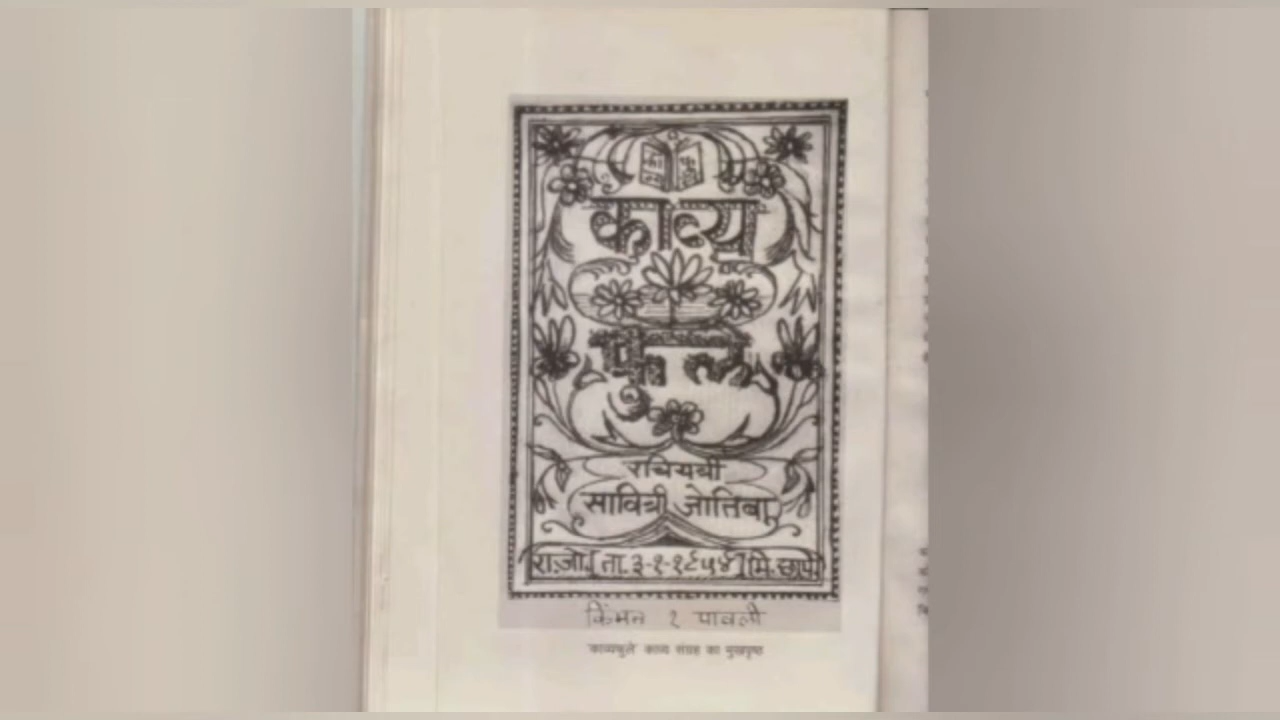 काव्य
फुले
रचियत्री
सावित्री जोतिबा
रा.जो. [ता. ३-१-१८५४] मि. छापे.
किंमत १ पावली
'काव्यफुले' काव्य संग्रह का मुखपृष्ठ